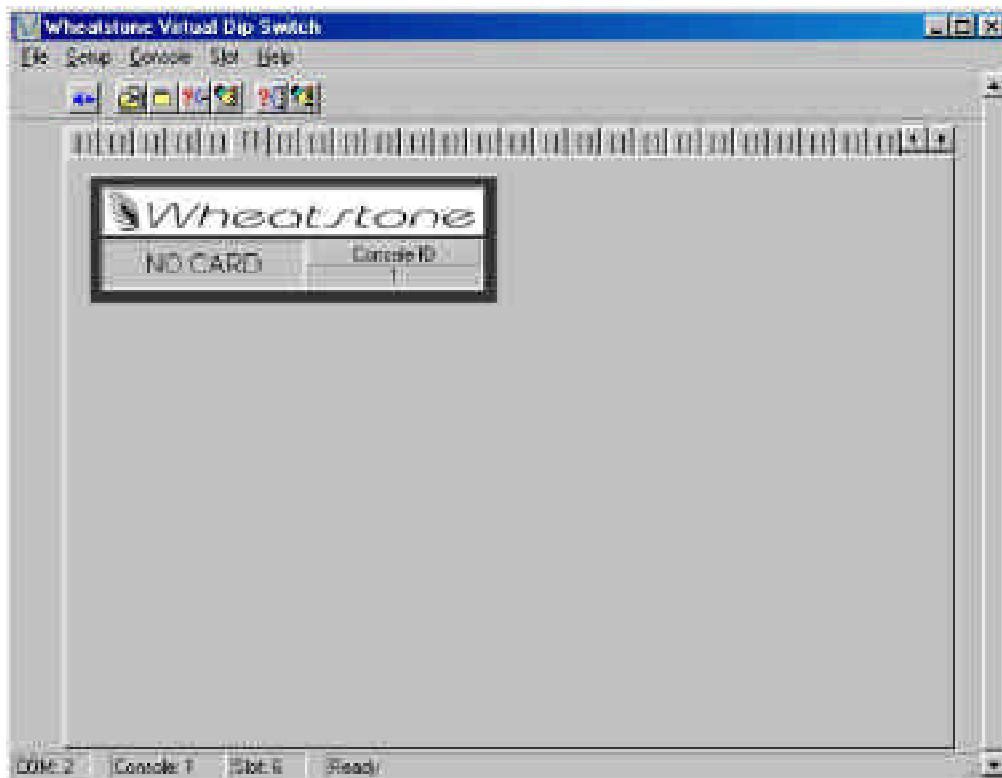 Wheatstone Virtual Dip Switch
File Setup Console Slot Help
Wheatstone
NO CARD
Console ID
1
COM: 2 Console: 1 Slot: 6 Ready